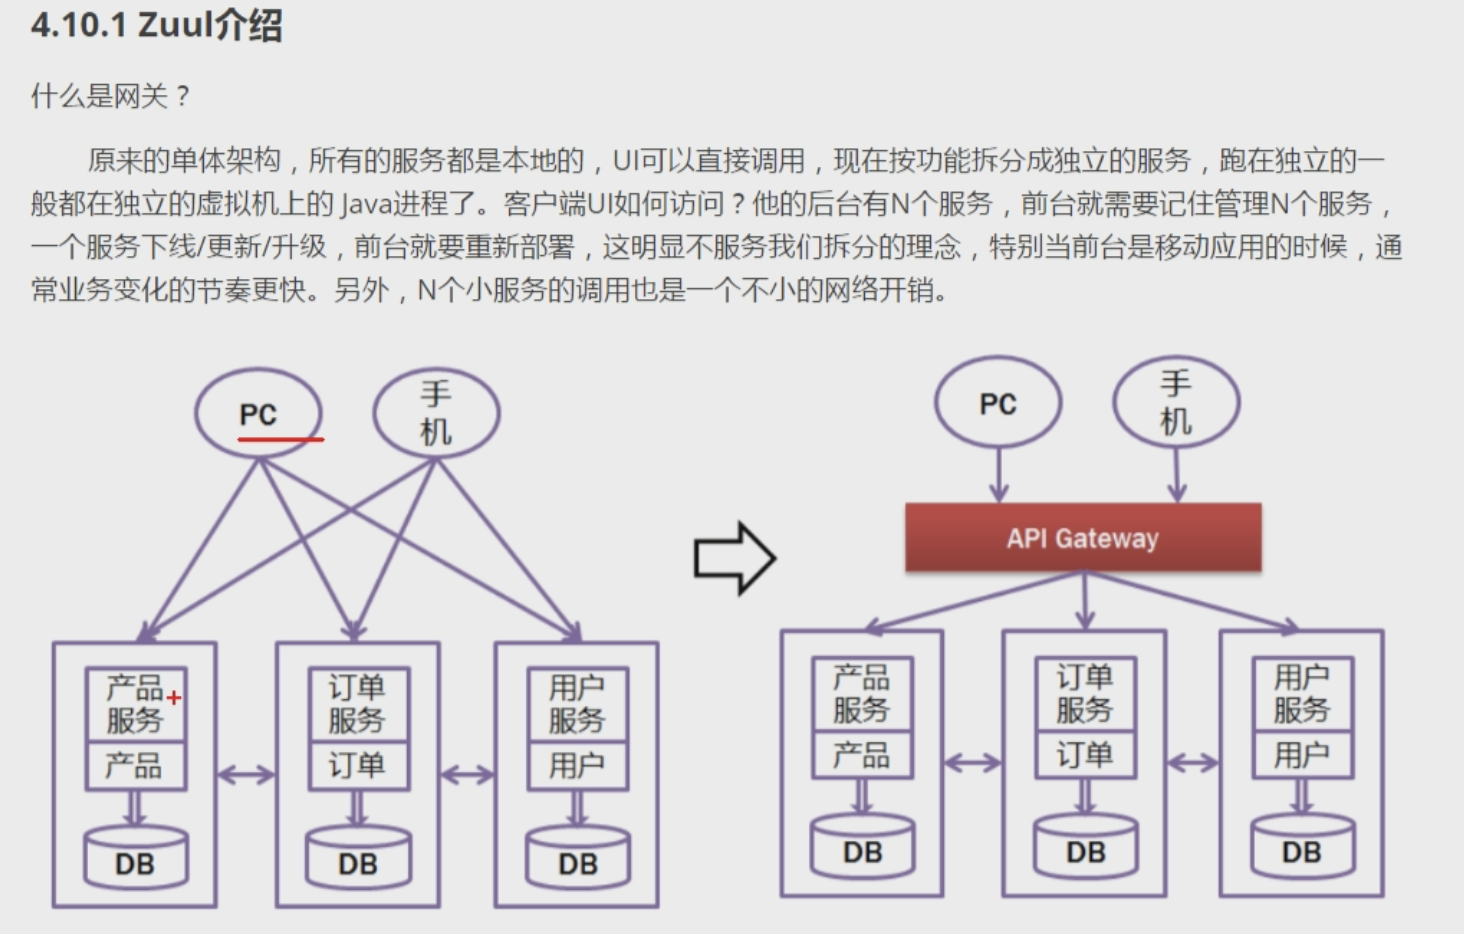 4.10.1 Zuul介绍
什么是网关？
原来的单体架构，所有的服务都是本地的，UI可以直接调用，现在按功能拆分成独立的服务，跑在独立的一
般都在独立的虚拟机上的 Java进程了。客户端UI如何访问？他的后台有N个服务，前台就需要记住管理N个服务，
一个服务下线/更新/升级，前台就要重新部署，这明显不服务我们拆分的理念，特别当前台是移动应用的时候，通
常业务变化的节奏更快。另外，N个小服务的调用也是一个不小的网络开销。
PC
手
机
产品
服务
产品
DB
订单
服务
订单
DB
用户
服务
用户
DB
PC
手
机
API Gateway
产品
服务
产品
DB
订单
服务
订单
DB
用户
服务
用户
DB